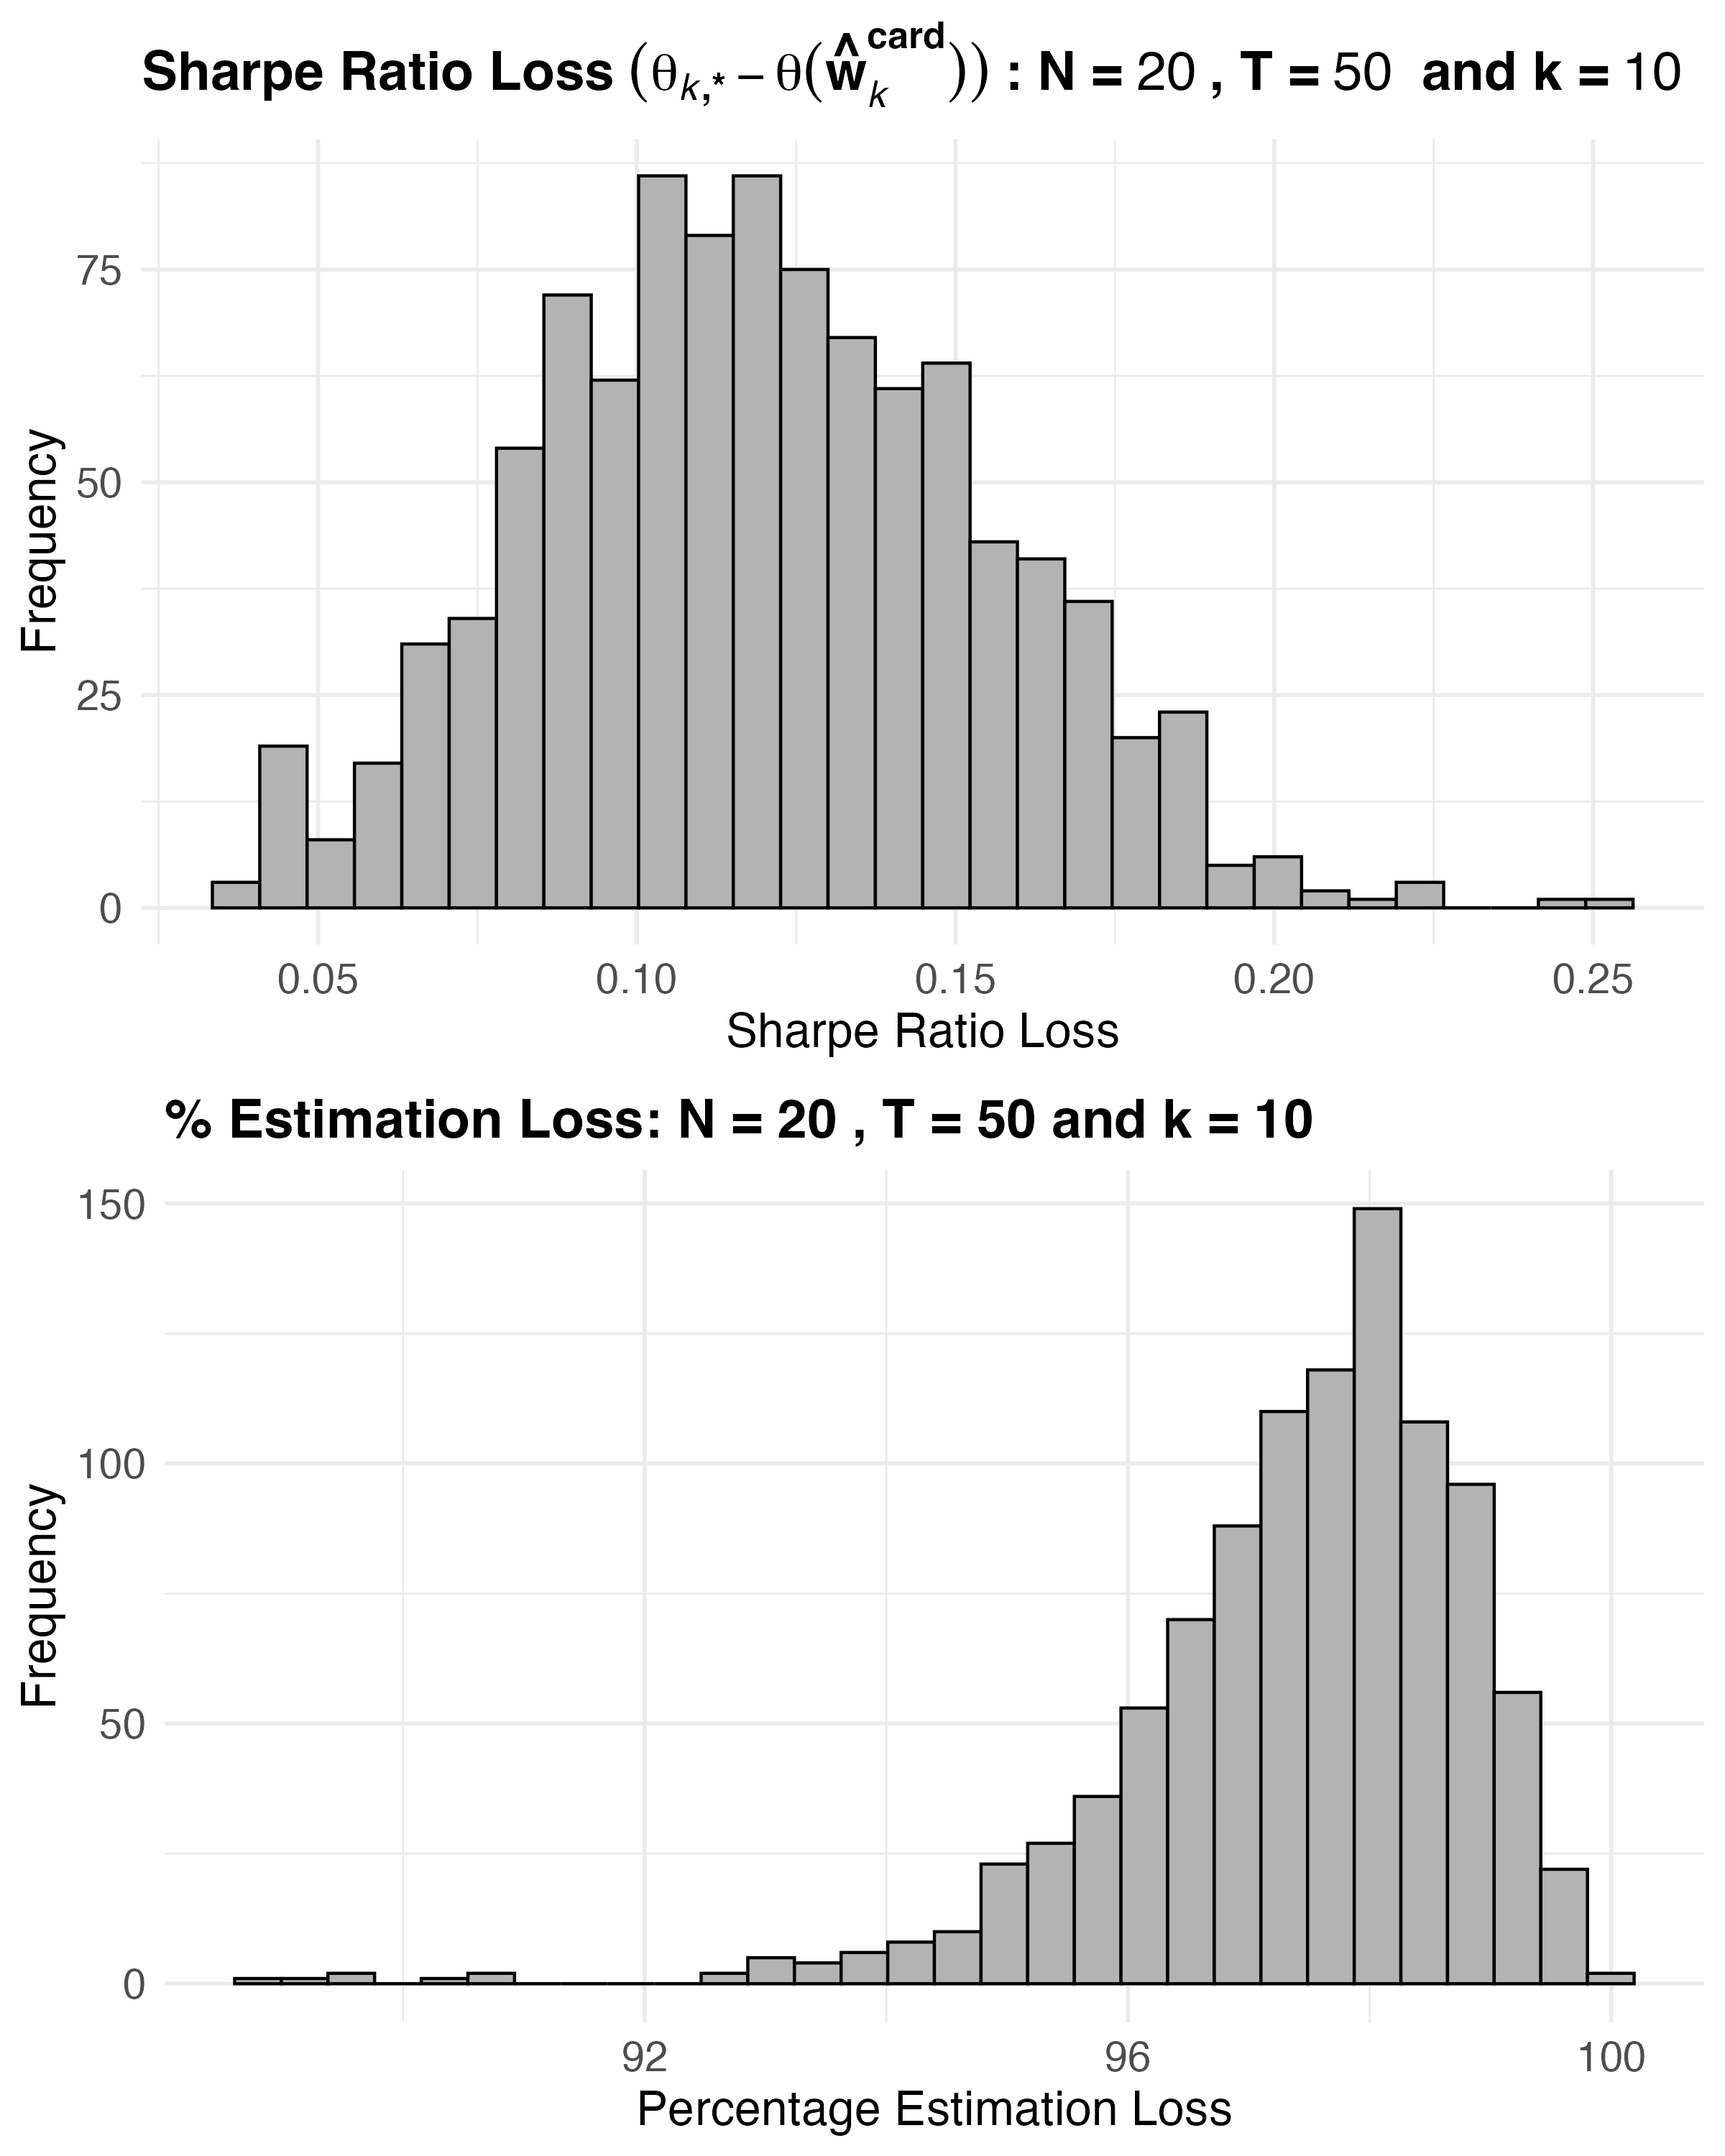 Sharpe Ratio Loss (θ_{k,*} − θ(ŵ_k^{card})) : N = 20 , T = 50 and k = 10
75
50
25
0
Frequency
0.05 0.10 0.15 0.20 0.25
Sharpe Ratio Loss
% Estimation Loss: N = 20 , T = 50 and k = 10
150
100
50
0
Frequency
92 96 100
Percentage Estimation Loss